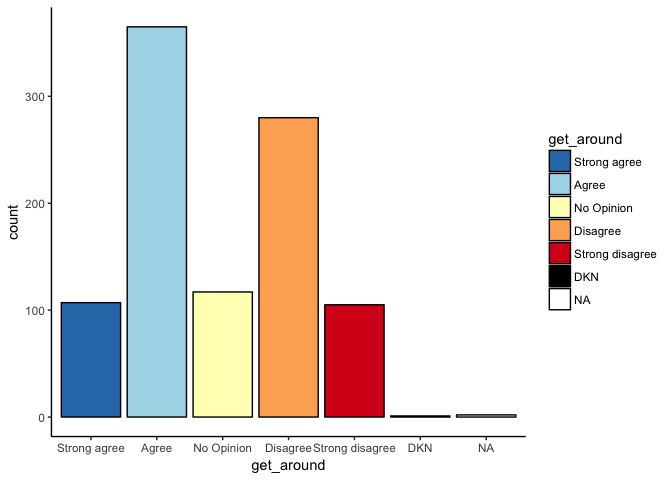 count
300
200
100
0
Strong agree Agree No Opinion Disagree Strong disagree DKN NA
get_around
get_around
Strong agree
Agree
No Opinion
Disagree
Strong disagree
DKN
NA